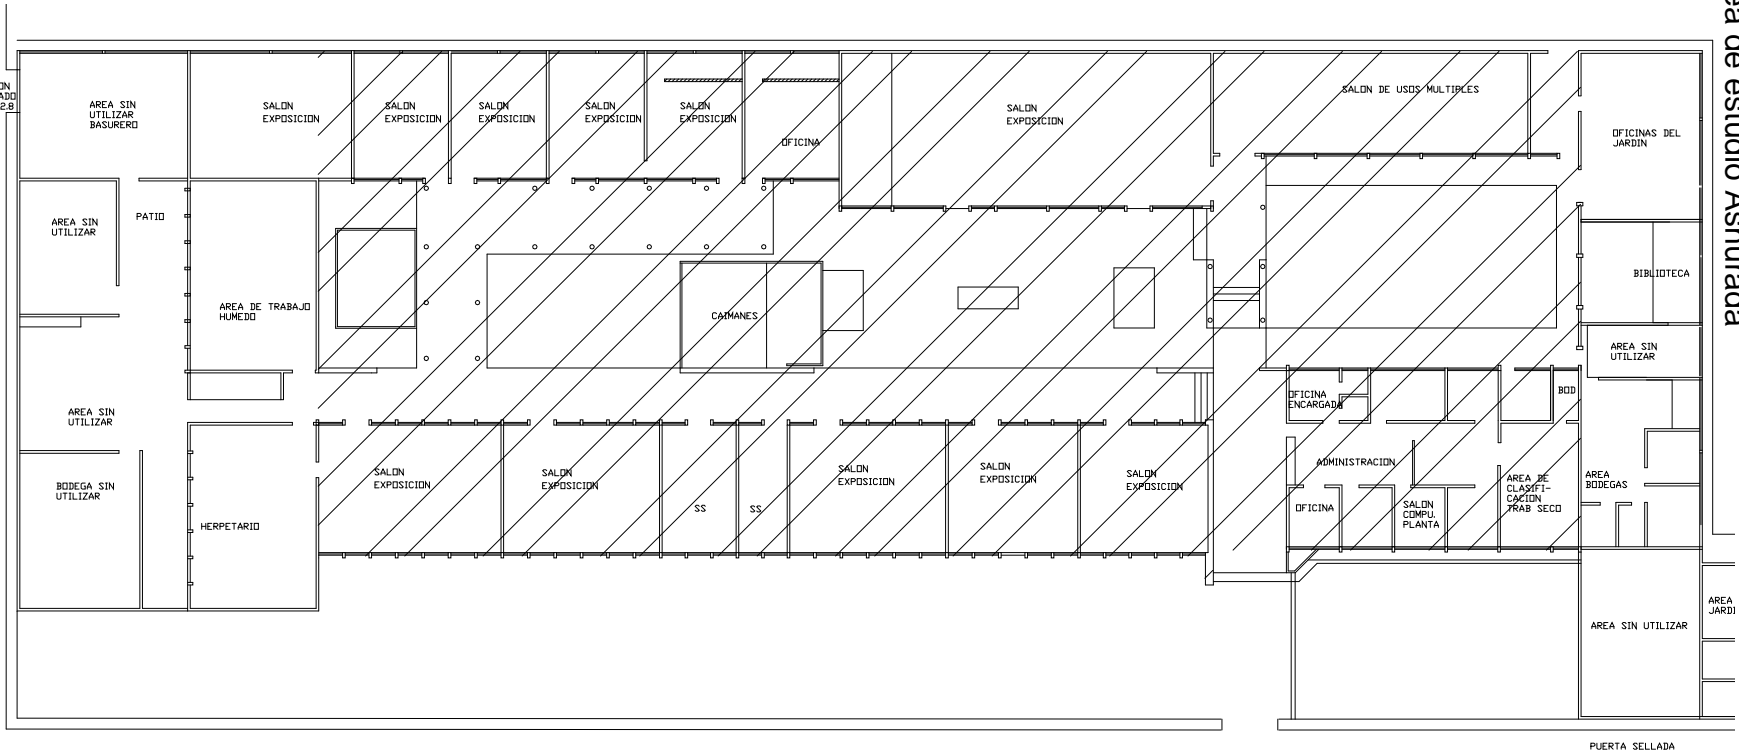 AREA SIN
UTILIZAR
BASURERO
SALON
EXPOSICION
SALON
EXPOSICION
SALON
EXPOSICION
SALON
EXPOSICION
SALON
EXPOSICION
OFICINA
SALON
EXPOSICION
SALON DE USOS MULTIPLES
OFICINAS DEL
JARDIN
de estudio Ashurada
AREA SIN
UTILIZAR
PATIO
AREA DE TRABAJO
HUMEDO
CAIMANES
BIBLIOTECA
AREA SIN
UTILIZAR
AREA SIN
UTILIZAR
OFICINA
ENCARGADA
BOD
BODEGA SIN
UTILIZAR
HERPETARIO
SALON
EXPOSICION
SALON
EXPOSICION
SS
SS
SALON
EXPOSICION
SALON
EXPOSICION
SALON
EXPOSICION
ADMINISTRACION
OFICINA
SALON
COMPU.
PLANTA
AREA DE
CLASIFI-
CACION
TRAB SECO
AREA
BODEGAS
AREA SIN UTILIZAR
AREA
PUERTA SELLADA